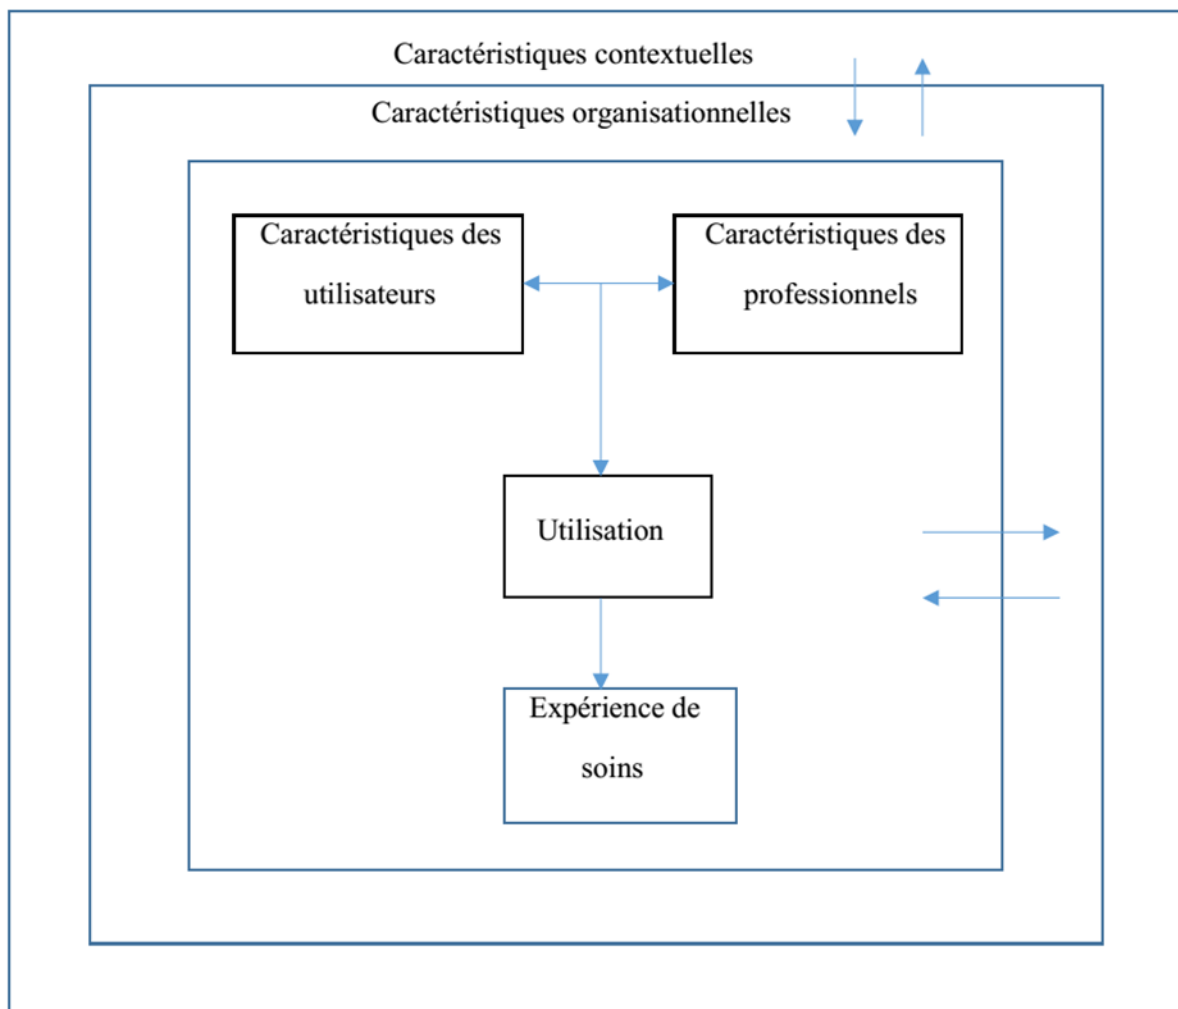 Caractéristiques contextuelles
Caractéristiques organisationnelles
Caractéristiques des
utilisateurs
Caractéristiques des
professionnels
Utilisation
Expérience de
soins